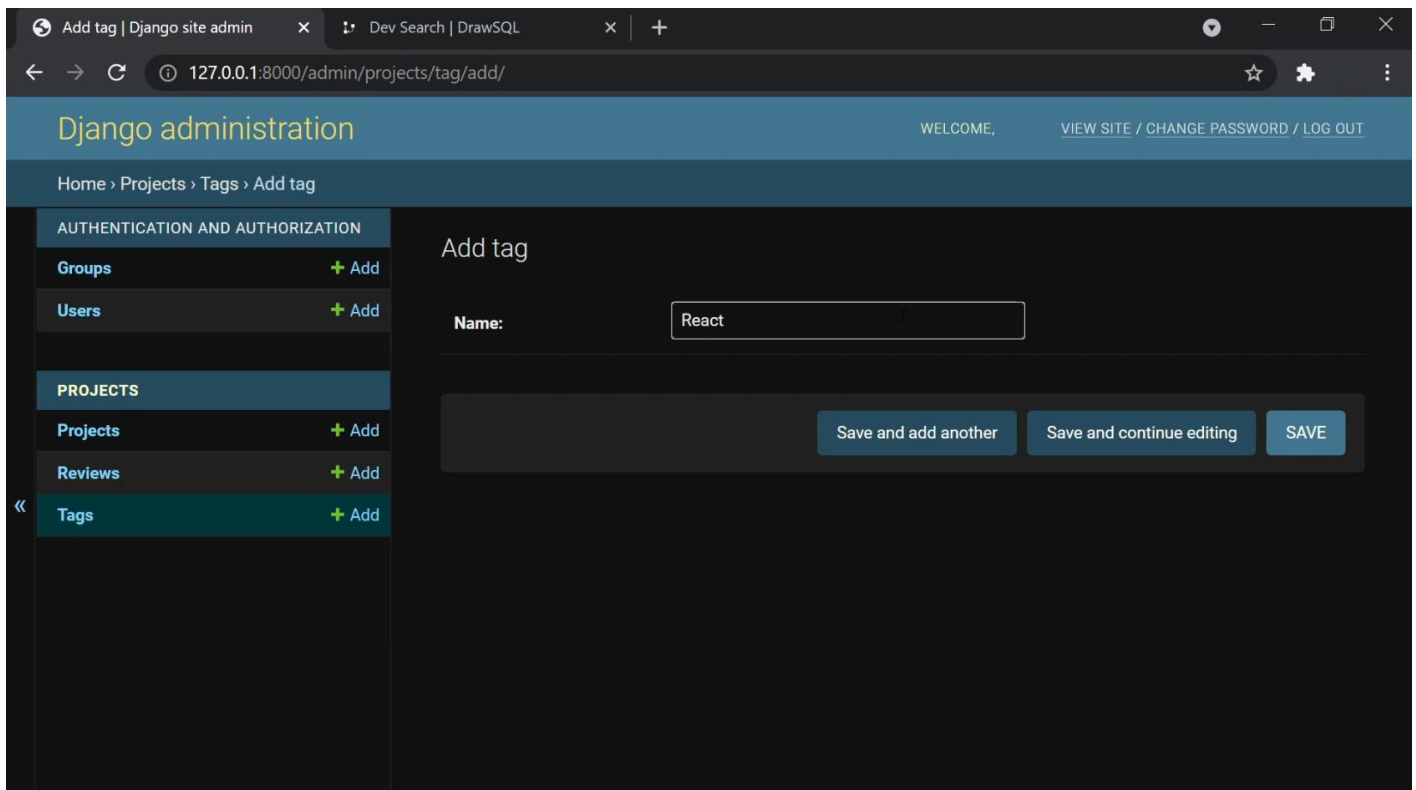 Add tag | Django site admin
Dev Search | DrawSQL
127.0.0.1:8000/admin/projects/tag/add/
Django administration
WELCOME, VIEW SITE / CHANGE PASSWORD / LOG OUT
Home › Projects › Tags › Add tag
AUTHENTICATION AND AUTHORIZATION
Groups + Add
Users + Add
PROJECTS
Projects + Add
Reviews + Add
« Tags + Add
Add tag
Name: React
Save and add another Save and continue editing SAVE